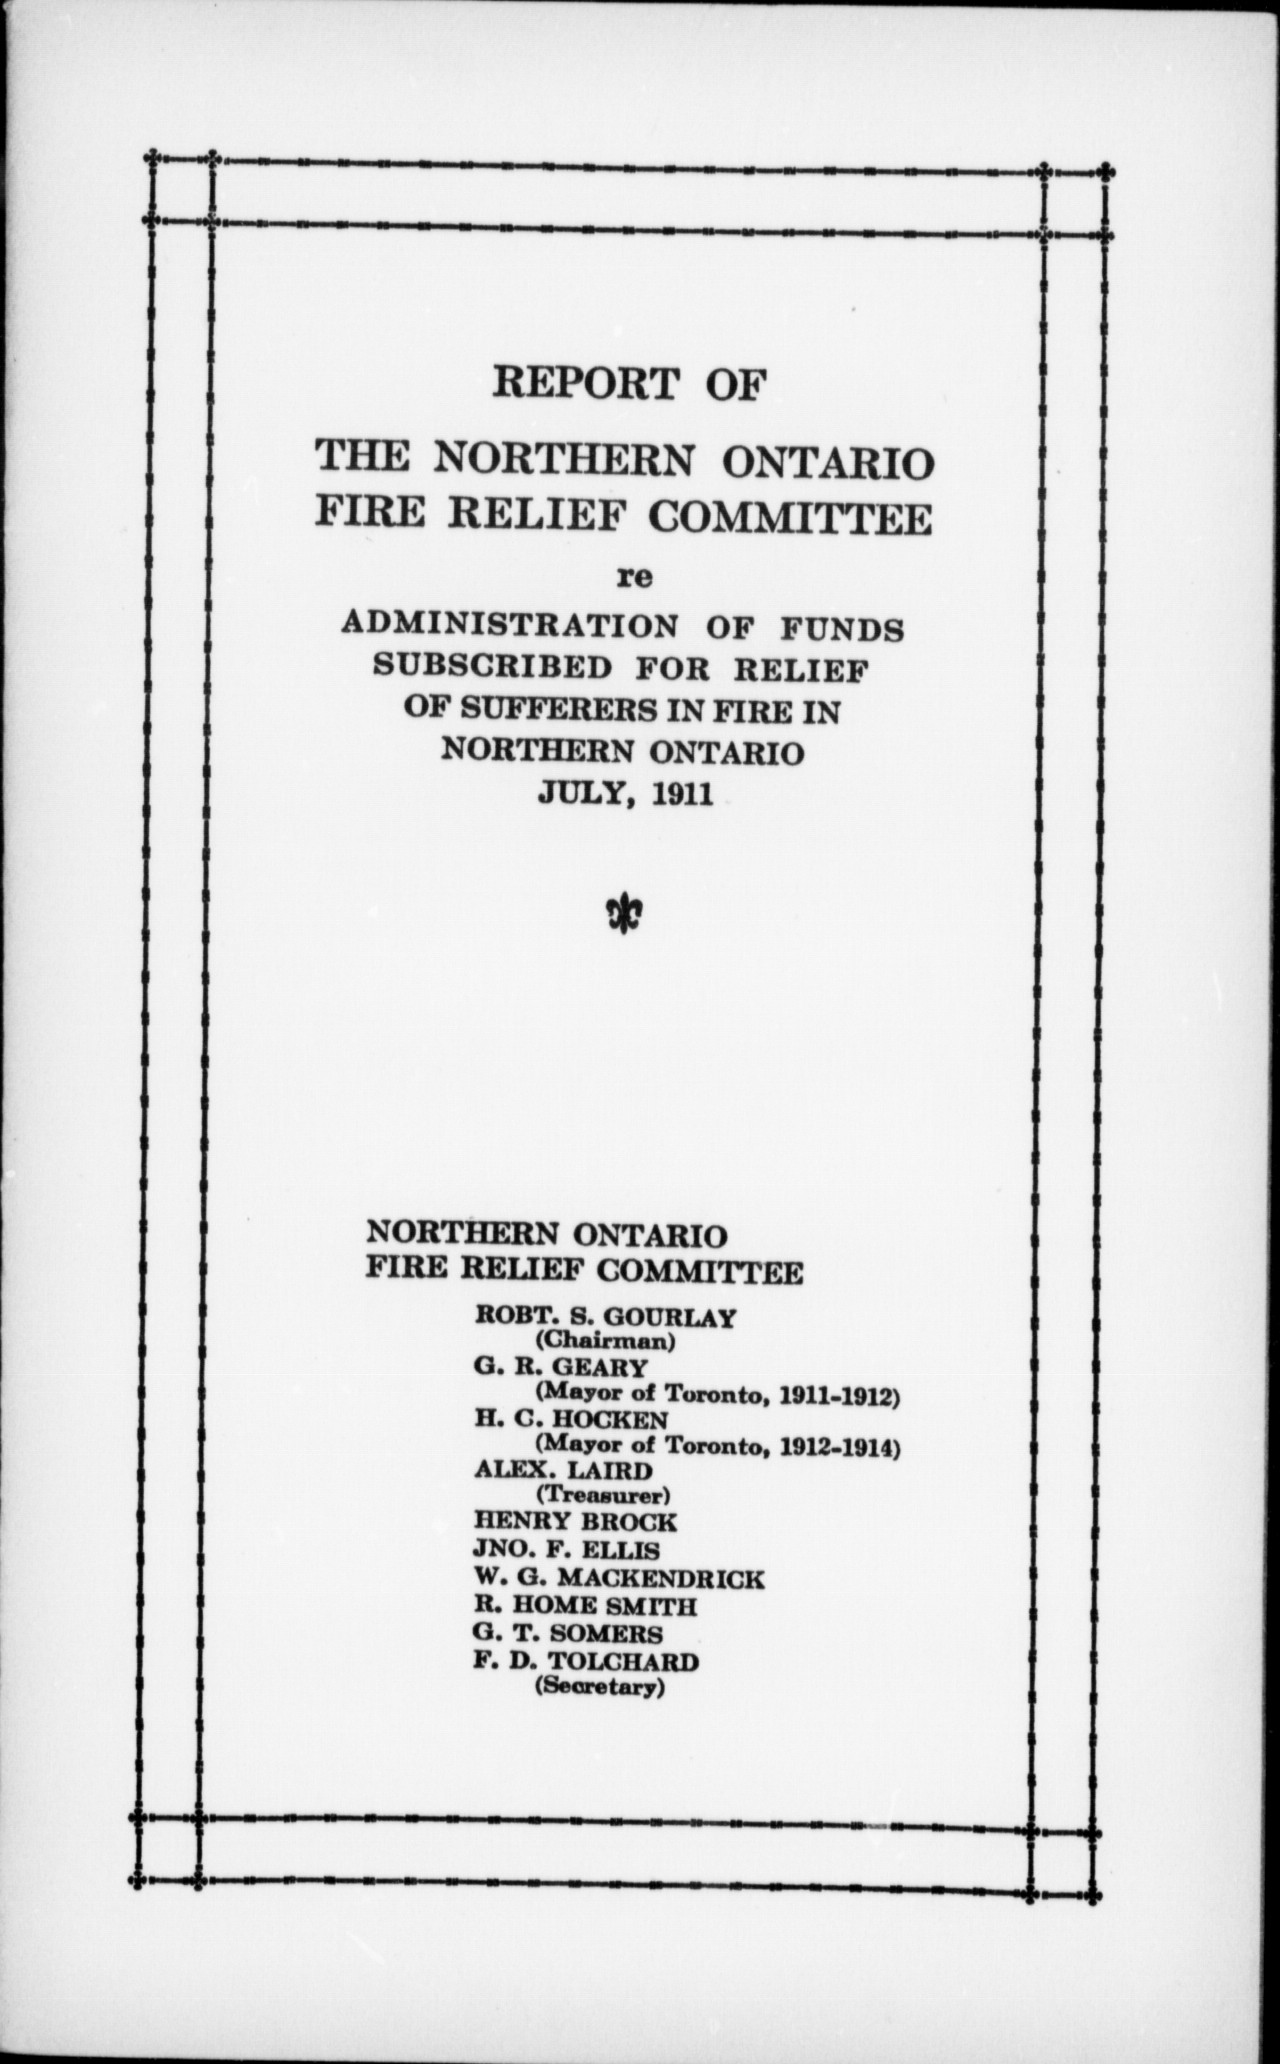 REPORT OF
THE NORTHERN ONTARIO
FIRE RELIEF COMMITTEE
re
ADMINISTRATION OF FUNDS
SUBSCRIBED FOR RELIEF
OF SUFFERERS IN FIRE IN
NORTHERN ONTARIO
JULY, 1911
NORTHERN ONTARIO
FIRE RELIEF COMMITTEE
ROBT. S. GOURLAY
(Chairman)
G. R. GEARY
(Mayor of Toronto, 1911-1912)
H. C. HOCKEN
(Mayor of Toronto, 1912-1914)
ALEX. LAIRD
(Treasurer)
HENRY BROCK
JNO. F. ELLIS
W. G. MACKENDRICK
R. HOME SMITH
G. T. SOMERS
F. D. TOLCHARD
(Secretary)